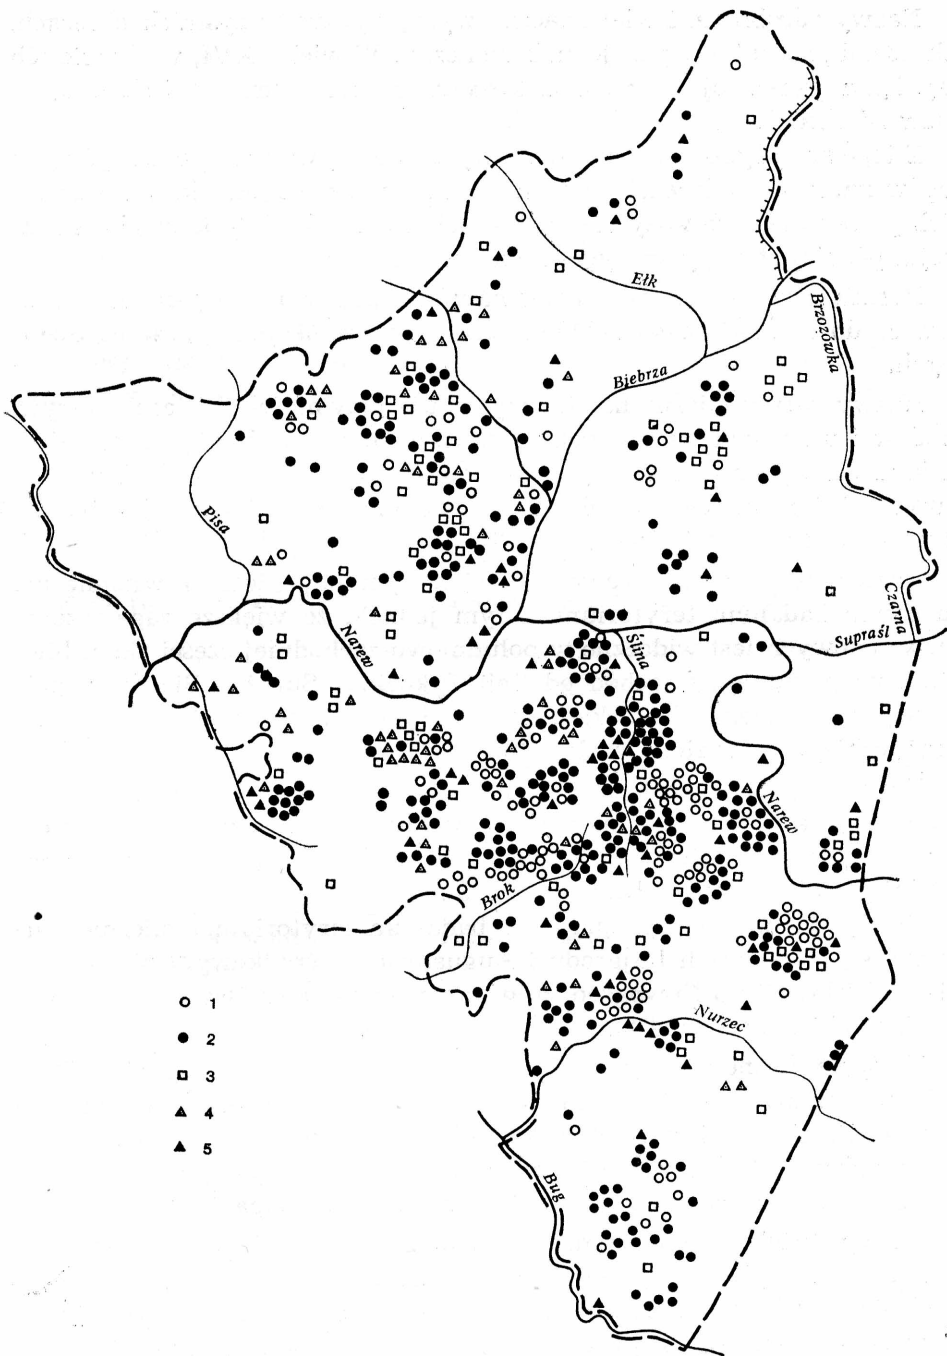 Ełk
Brzozówka
Biebrza
Pisa
Czarna
Supraśl
Narew
Ślina
Narew
Brok
1
2
3
4
5
Nurzec
Bug